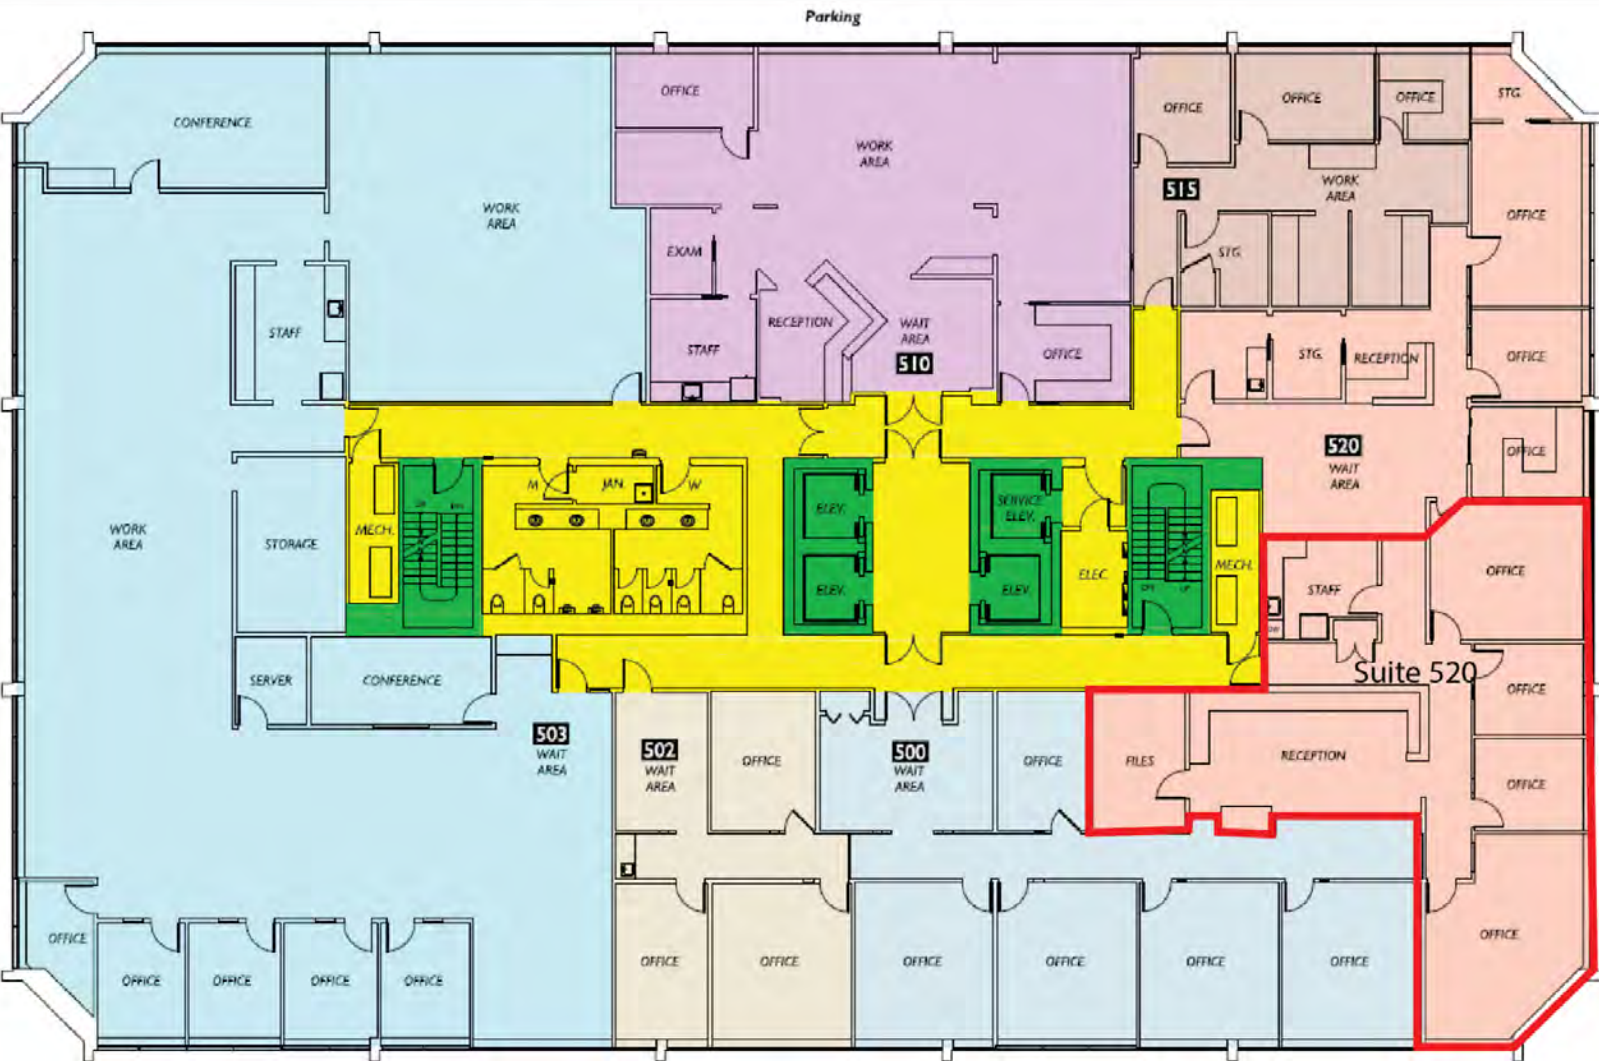 Parking
CONFERENCE
WORK
AREA
OFFICE
WORK
AREA
EXAM
STAFF
RECEPTION
WAIT
AREA
510
OFFICE
OFFICE
OFFICE
OFFICE
STG.
515
WORK
AREA
STG.
OFFICE
STAFF
STG.
RECEPTION
OFFICE
520
WAIT
AREA
OFFICE
WORK
AREA
STORAGE
MECH.
UP
M
JAN.
W
ELEV.
ELEV.
SERVICE
ELEV.
ELEV.
ELEC.
UP
MECH.
STAFF
OFFICE
Suite 520
OFFICE
SERVER
CONFERENCE
503
WAIT
AREA
502
WAIT
AREA
OFFICE
500
WAIT
AREA
OFFICE
FILES
RECEPTION
OFFICE
OFFICE
OFFICE
OFFICE
OFFICE
OFFICE
OFFICE
OFFICE
OFFICE
OFFICE
OFFICE
OFFICE
OFFICE